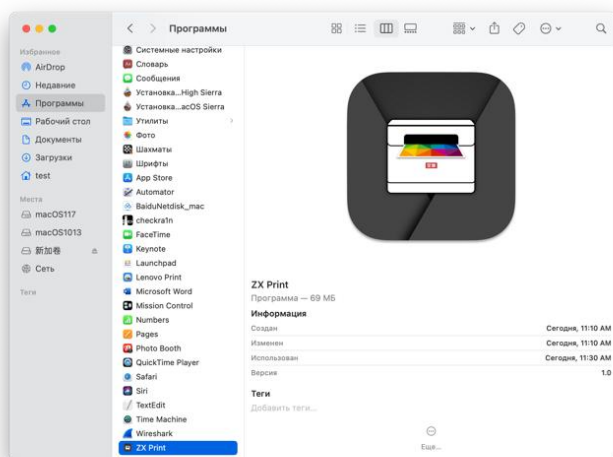 Программы
Избранное
AirDrop
Недавние
Программы
Рабочий стол
Документы
Загрузки
test
Места
macOS117
macOS1013
新加卷
Сеть
Теги
Системные настройки
Словарь
Сообщения
Установка...High Sierra
Установка...acOS Sierra
Утилиты
Фото
Шахматы
Шрифты
App Store
Automator
BaiduNetdisk_mac
checkra1n
FaceTime
Keynote
Launchpad
Lenovo Print
Microsoft Word
Mission Control
Numbers
Pages
Photo Booth
QuickTime Player
Safari
Siri
TextEdit
Time Machine
Wireshark
ZX Print
ZX Print
Программа — 69 МБ
Информация
Создан Сегодня, 11:10 AM
Изменен Сегодня, 11:10 AM
Использован Сегодня, 11:30 AM
Версия 1.0
Теги
Добавить теги...
Еще...